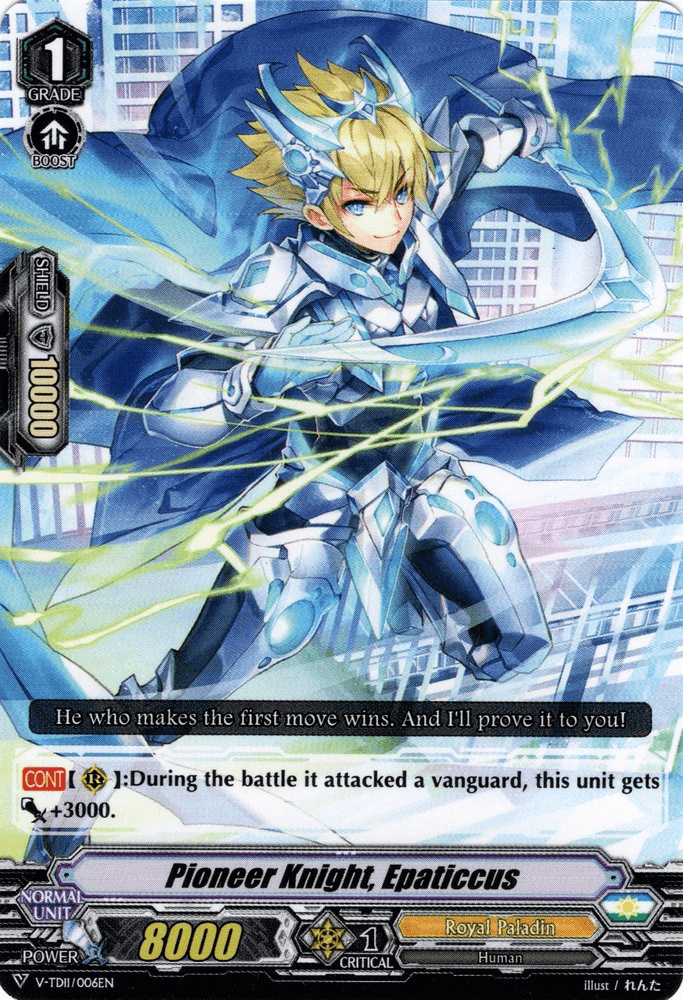 1
GRADE
BOOST
SHIELD
10000
He who makes the first move wins. And I'll prove it to you!
CONT【 R 】:During the battle it attacked a vanguard, this unit gets
+3000.
Pioneer Knight, Epaticcus
NORMAL
UNIT
POWER
8000
1
CRITICAL
Royal Paladin
Human
V-TD11/006EN
illust / れんた